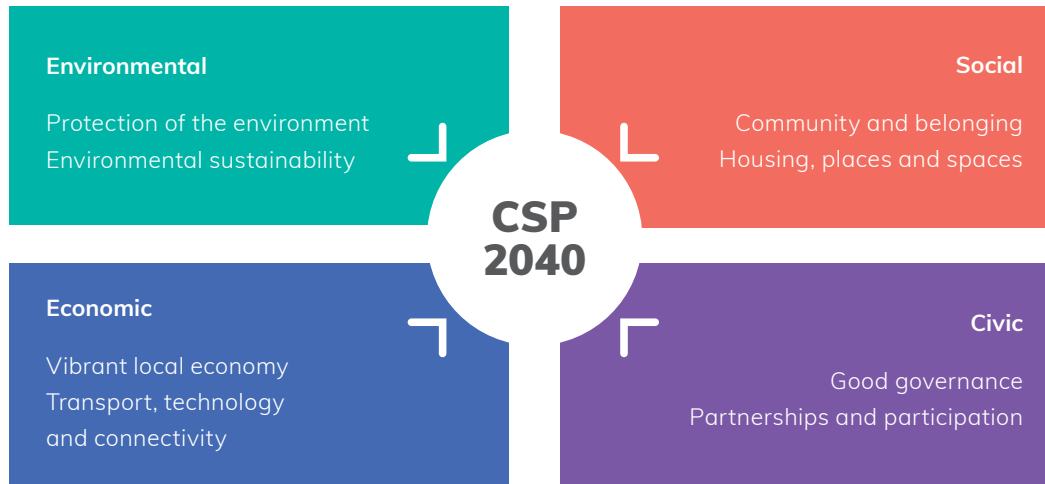 Environmental
Protection of the environment
Environmental sustainability
Social
Community and belonging
Housing, places and spaces
CSP
2040
Economic
Vibrant local economy
Transport, technology
and connectivity
Civic
Good governance
Partnerships and participation